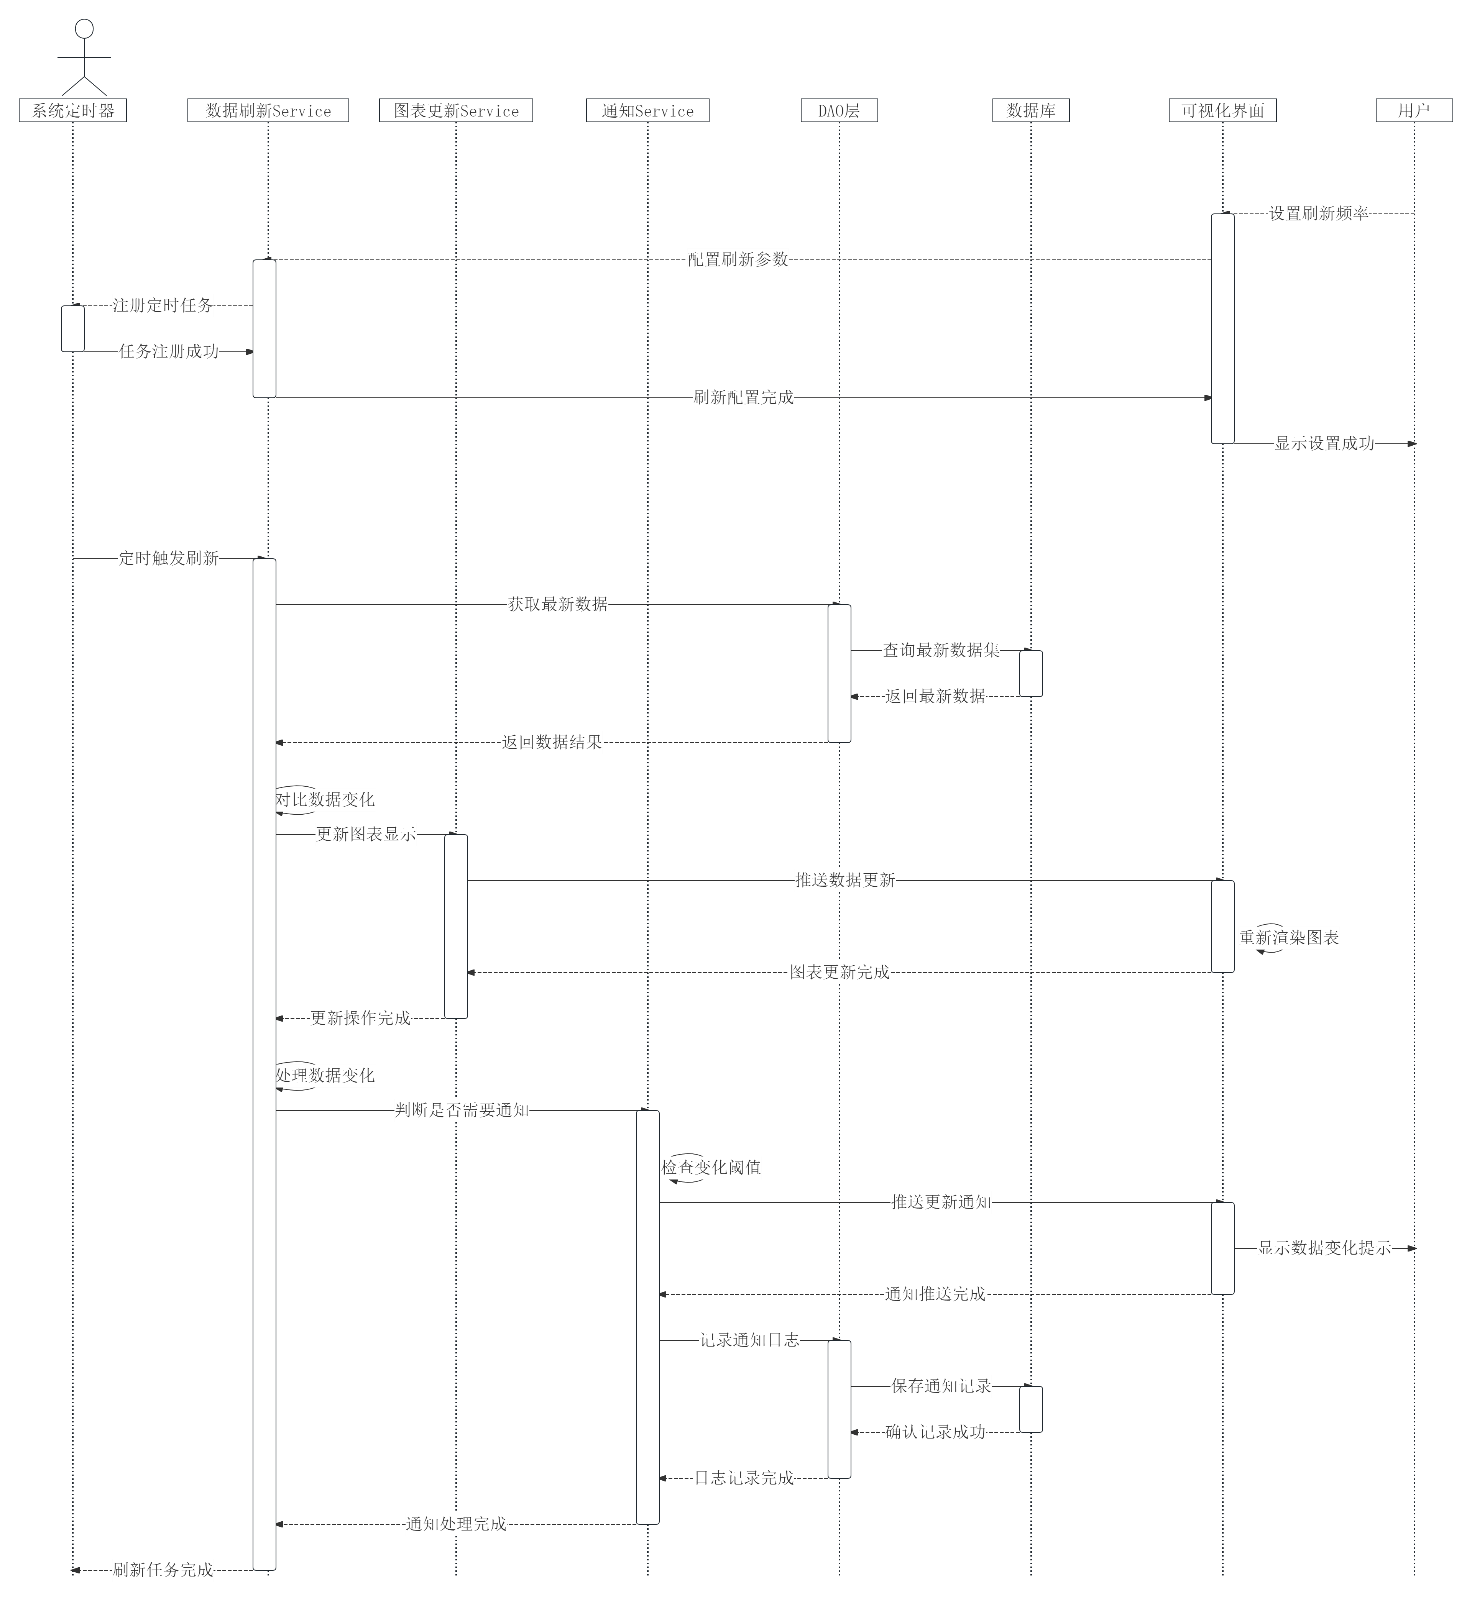 系统定时器
数据刷新Service
图表更新Service
通知Service
DAO层
数据库
可视化界面
用户
设置刷新频率
配置刷新参数
注册定时任务
任务注册成功
刷新配置完成
显示设置成功
定时触发刷新
获取最新数据
查询最新数据集
返回最新数据
返回数据结果
对比数据变化
更新图表显示
推送数据更新
重新渲染图表
图表更新完成
更新操作完成
处理数据变化
判断是否需要通知
检查变化阈值
推送更新通知
显示数据变化提示
通知推送完成
记录通知日志
保存通知记录
确认记录成功
日志记录完成
通知处理完成
刷新任务完成